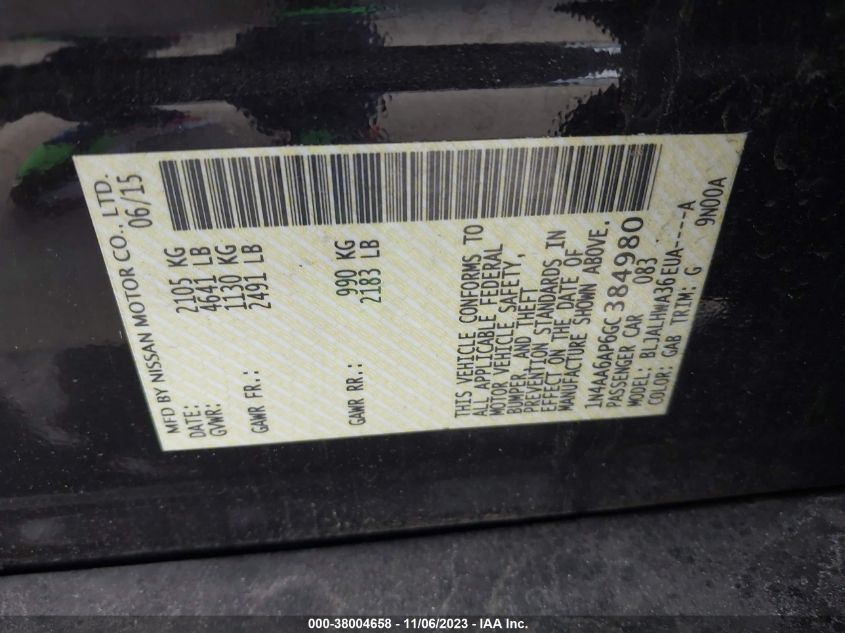 MFD BY NISSAN MOTOR CO., LTD.
DATE: 06/15
GVWR: 2105 KG
4641 LB
GAWR FR.: 1130 KG
2491 LB
GAWR RR.: 990 KG
2183 LB
THIS VEHICLE CONFORMS TO
ALL APPLICABLE FEDERAL
MOTOR VEHICLE SAFETY,
BUMPER, AND THEFT
PREVENTION STANDARDS IN
EFFECT ON THE DATE OF
MANUFACTURE SHOWN ABOVE.
1N4AA6AP6GC384980
PASSENGER CAR 083
MODEL: BLJALHWA36EUA----A
COLOR: GAB TRIM: G 9N00A
000-38004658 - 11/06/2023 - IAA Inc.